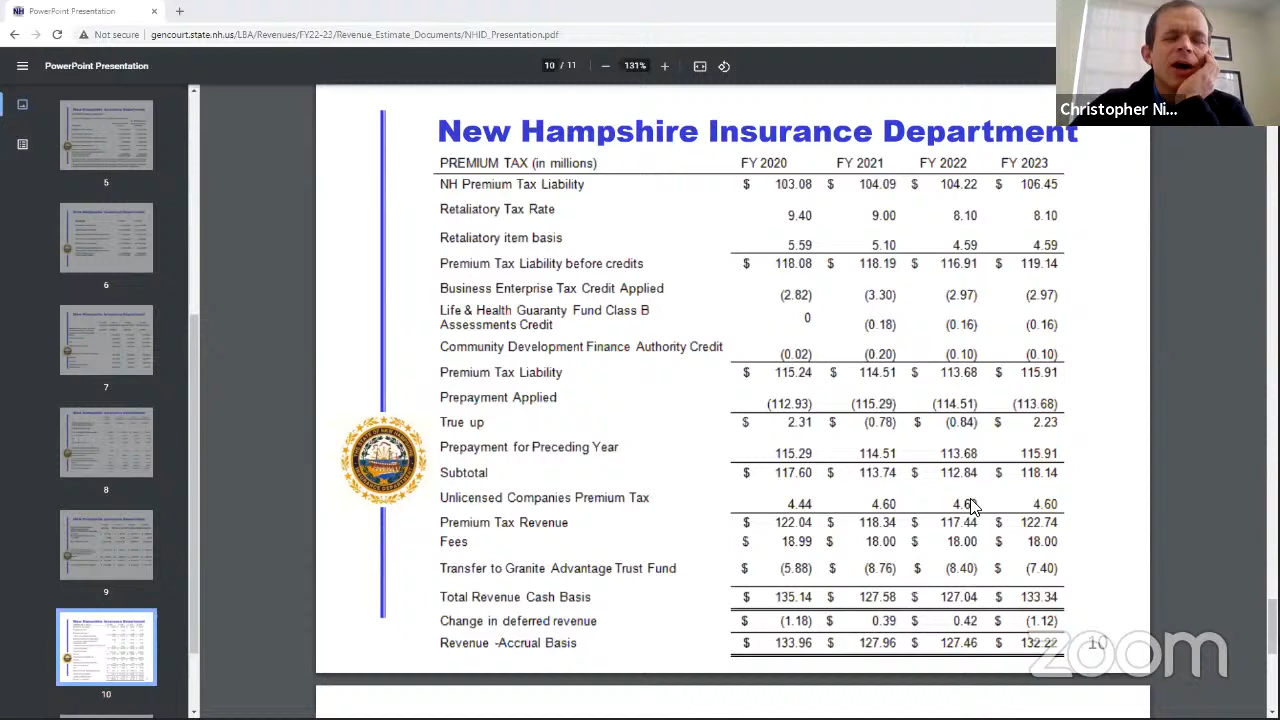 PowerPoint Presentation
Not secure | gencourt.state.nh.us/LBA/Revenues/FY22-23/Revenue_Estimate_Documents/NHID_Presentation.pdf
PowerPoint Presentation
10 / 11
131%
Christopher Ni...
5
6
7
8
9
10
New Hampshire Insurance Department
PREMIUM TAX (in millions) FY 2020 FY 2021 FY 2022 FY 2023
NH Premium Tax Liability $ 103.08 $ 104.09 $ 104.22 $ 106.45
Retaliatory Tax Rate 9.40 9.00 8.10 8.10
Retaliatory item basis 5.59 5.10 4.59 4.59
Premium Tax Liability before credits $ 118.08 $ 118.19 $ 116.91 $ 119.14
Business Enterprise Tax Credit Applied (2.82) (3.30) (2.97) (2.97)
Life & Health Guaranty Fund Class B
Assessments Credit 0 (0.18) (0.16) (0.16)
Community Development Finance Authority Credit (0.02) (0.20) (0.10) (0.10)
Premium Tax Liability $ 115.24 $ 114.51 $ 113.68 $ 115.91
Prepayment Applied (112.93) (115.29) (114.51) (113.68)
True up $ 2.31 $ (0.78) $ (0.84) $ 2.23
Prepayment for Preceding Year 115.29 114.51 113.68 115.91
Subtotal $ 117.60 $ 113.74 $ 112.84 $ 118.14
Unlicensed Companies Premium Tax 4.44 4.60 4.60
Premium Tax Revenue $ 122.04 $ 118.34 $ 117.44 $ 122.74
Fees $ 18.99 $ 18.00 $ 18.00 $ 18.00
Transfer to Granite Advantage Trust Fund $ (5.88) $ (8.76) $ (8.40) $ (7.40)
Total Revenue Cash Basis $ 135.14 $ 127.58 $ 127.04 $ 133.34
Change in deferred revenue (1.18) 0.39 0.42 (1.12)
Revenue -Accrual Basis $ 133.96 $ 127.96 $ 127.46 $ 132.22
10
zoom